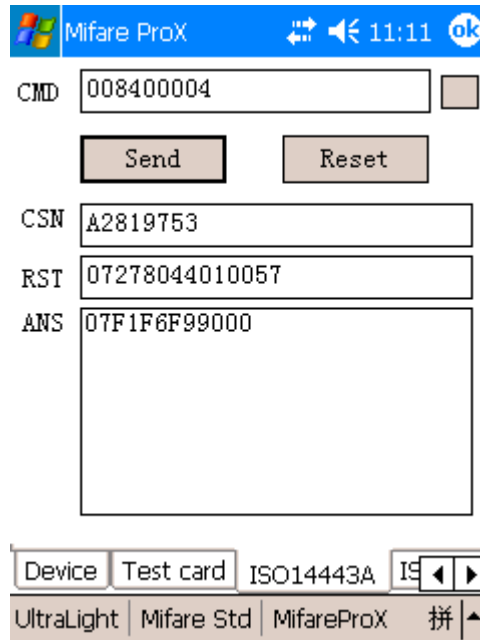 Mifare ProX 11:11 ok
CMD 008400004
Send Reset
CSN A2819753
RST 07278044010057
ANS 07F1F6F99000
Device Test card ISO14443A IS
UltraLight Mifare Std MifareProX 拼